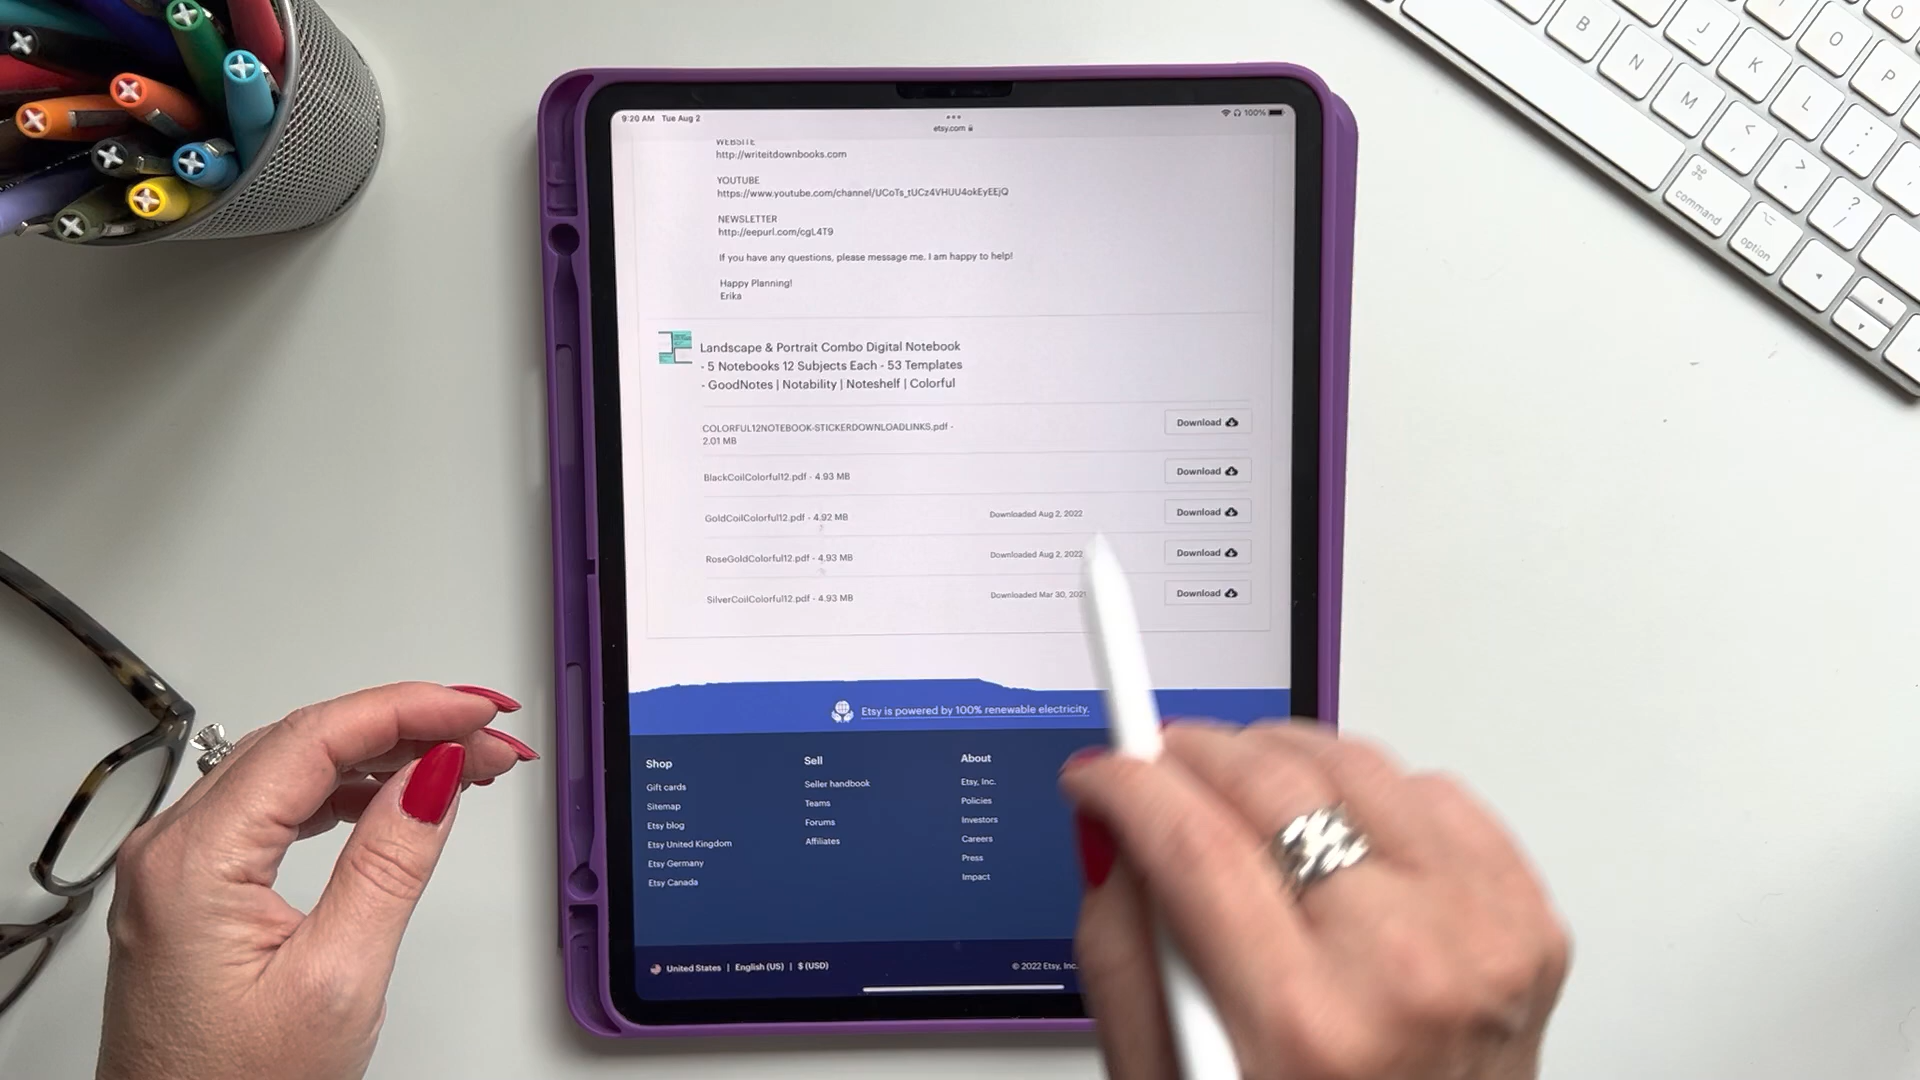 9:20 AM Tue Aug 2
100%
etsy.com
WEBSITE
http://writeitdownbooks.com
YOUTUBE
https://www.youtube.com/channel/UCoTs_tUCz4VHUU4okEyEEjQ
NEWSLETTER
http://eepurl.com/cgL4T9
If you have any questions, please message me. I am happy to help!
Happy Planning!
Erika
Landscape & Portrait Combo Digital Notebook
- 5 Notebooks 12 Subjects Each - 53 Templates
- GoodNotes | Notability | Noteshelf | Colorful
COLORFUL12NOTEBOOK-STICKERDOWNLOADLINKS.pdf -
2.01 MB
Download
BlackCoilColorful12.pdf - 4.93 MB
Download
GoldCoilColorful12.pdf - 4.92 MB
Downloaded Aug 2, 2022
Download
RoseGoldColorful12.pdf - 4.93 MB
Downloaded Aug 2, 2022
Download
SilverCoilColorful12.pdf - 4.93 MB
Downloaded Mar 30, 2021
Download
Etsy is powered by 100% renewable electricity.
Shop
Gift cards
Sitemap
Etsy blog
Etsy United Kingdom
Etsy Germany
Etsy Canada
Sell
Seller handbook
Teams
Forums
Affiliates
About
Etsy, Inc.
Policies
Investors
Careers
Press
Impact
United States | English (US) | $ (USD)
© 2022 Etsy, Inc.
B
J
O
P
N
K
M
L
<
>
?
command
option